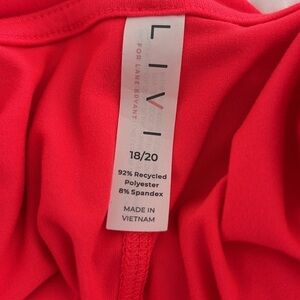 LIVI
FOR LANE BRYANT
18/20
92% Recycled
Polyester
8% Spandex
MADE IN
VIETNAM